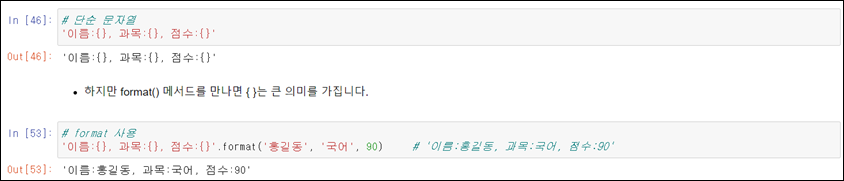 In [46]: # 단순 문자열
'이름:{}, 과목:{}, 점수:{}'
Out[46]: '이름:{}, 과목:{}, 점수:{}'
• 하지만 format() 메서드를 만나면 { }는 큰 의미를 가집니다.
In [53]: # format 사용
'이름:{}, 과목:{}, 점수:{}'.format('홍길동', '국어', 90) # '이름:홍길동, 과목:국어, 점수:90'
Out[53]: '이름:홍길동, 과목:국어, 점수:90'